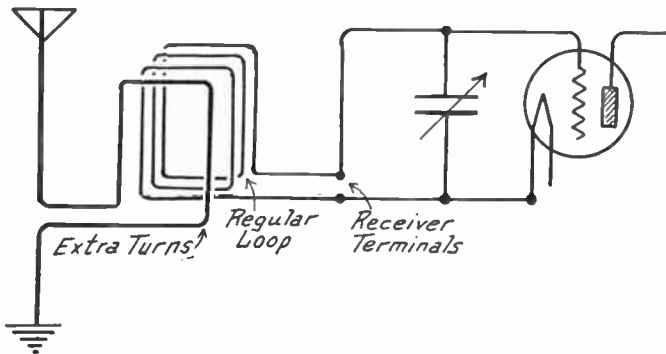 Extra Turns
Regular
Loop
Receiver
Terminals